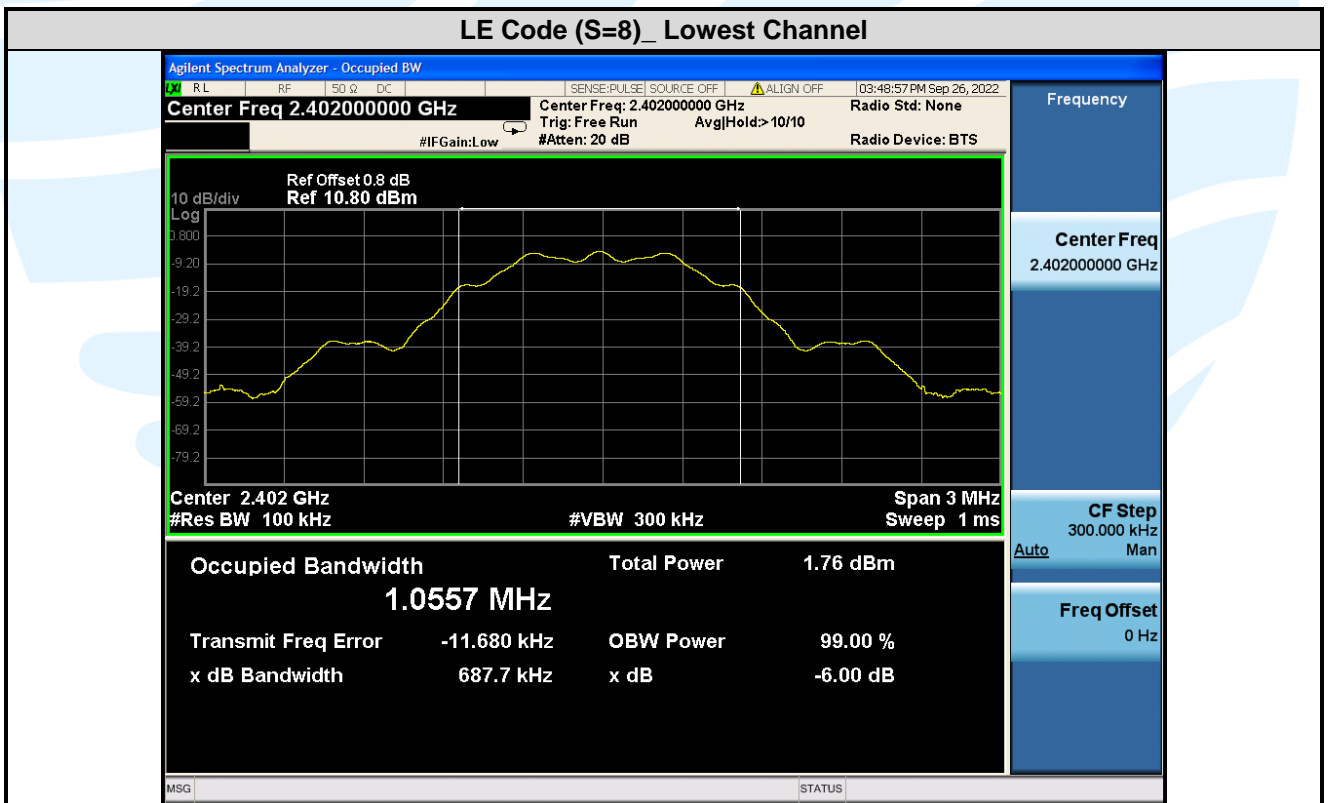 LE Code (S=8)_ Lowest Channel
Agilent Spectrum Analyzer - Occupied BW
RL RF 50 Ω DC SENSE:PULSE SOURCE OFF ALIGN OFF 03:48:57 PM Sep 26, 2022
Center Freq 2.402000000 GHz
Center Freq: 2.402000000 GHz Radio Std: None
Trig: Free Run Avg|Hold:>10/10
#IFGain:Low #Atten: 20 dB Radio Device: BTS
Ref Offset 0.8 dB
10 dB/div Ref 10.80 dBm
Log
0.800
-9.20
-19.2
-29.2
-39.2
-49.2
-59.2
-69.2
-79.2
Center 2.402 GHz Span 3 MHz
#Res BW 100 kHz #VBW 300 kHz Sweep 1 ms
Occupied Bandwidth Total Power 1.76 dBm
1.0557 MHz
Transmit Freq Error -11.680 kHz OBW Power 99.00 %
x dB Bandwidth 687.7 kHz x dB -6.00 dB
MSG STATUS
Frequency
Center Freq
2.402000000 GHz
CF Step
300.000 kHz
Auto Man
Freq Offset
0 Hz